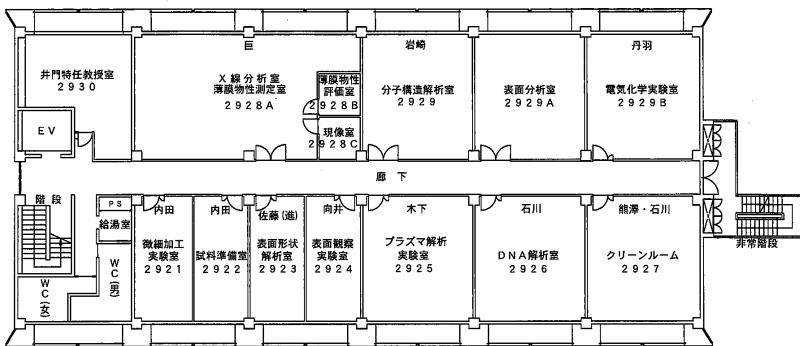 巨
岩崎
丹羽
井門特任教授室
2930
X線分析室
薄膜物性測定室
2928A
薄膜物性
評価室
2928B
現像室
2928C
分子構造解析室
2929
表面分析室
2929A
電気化学実験室
2929B
EV
廊下
階段
PS
給湯室
WC(男)
WC(女)
内田
微細加工
実験室
2921
内田
試料準備室
2922
佐藤(進)
表面形状
解析室
2923
向井
表面観察
実験室
2924
木下
プラズマ解析
実験室
2925
石川
DNA解析室
2926
熊澤・石川
クリーンルーム
2927
非常階段